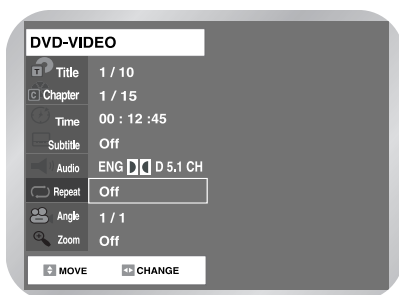 DVD-VIDEO
Title 1 / 10
Chapter 1 / 15
Time 00 : 12 :45
Subtitle Off
Audio ENG D 5.1 CH
Repeat Off
Angle 1 / 1
Zoom Off
MOVE CHANGE